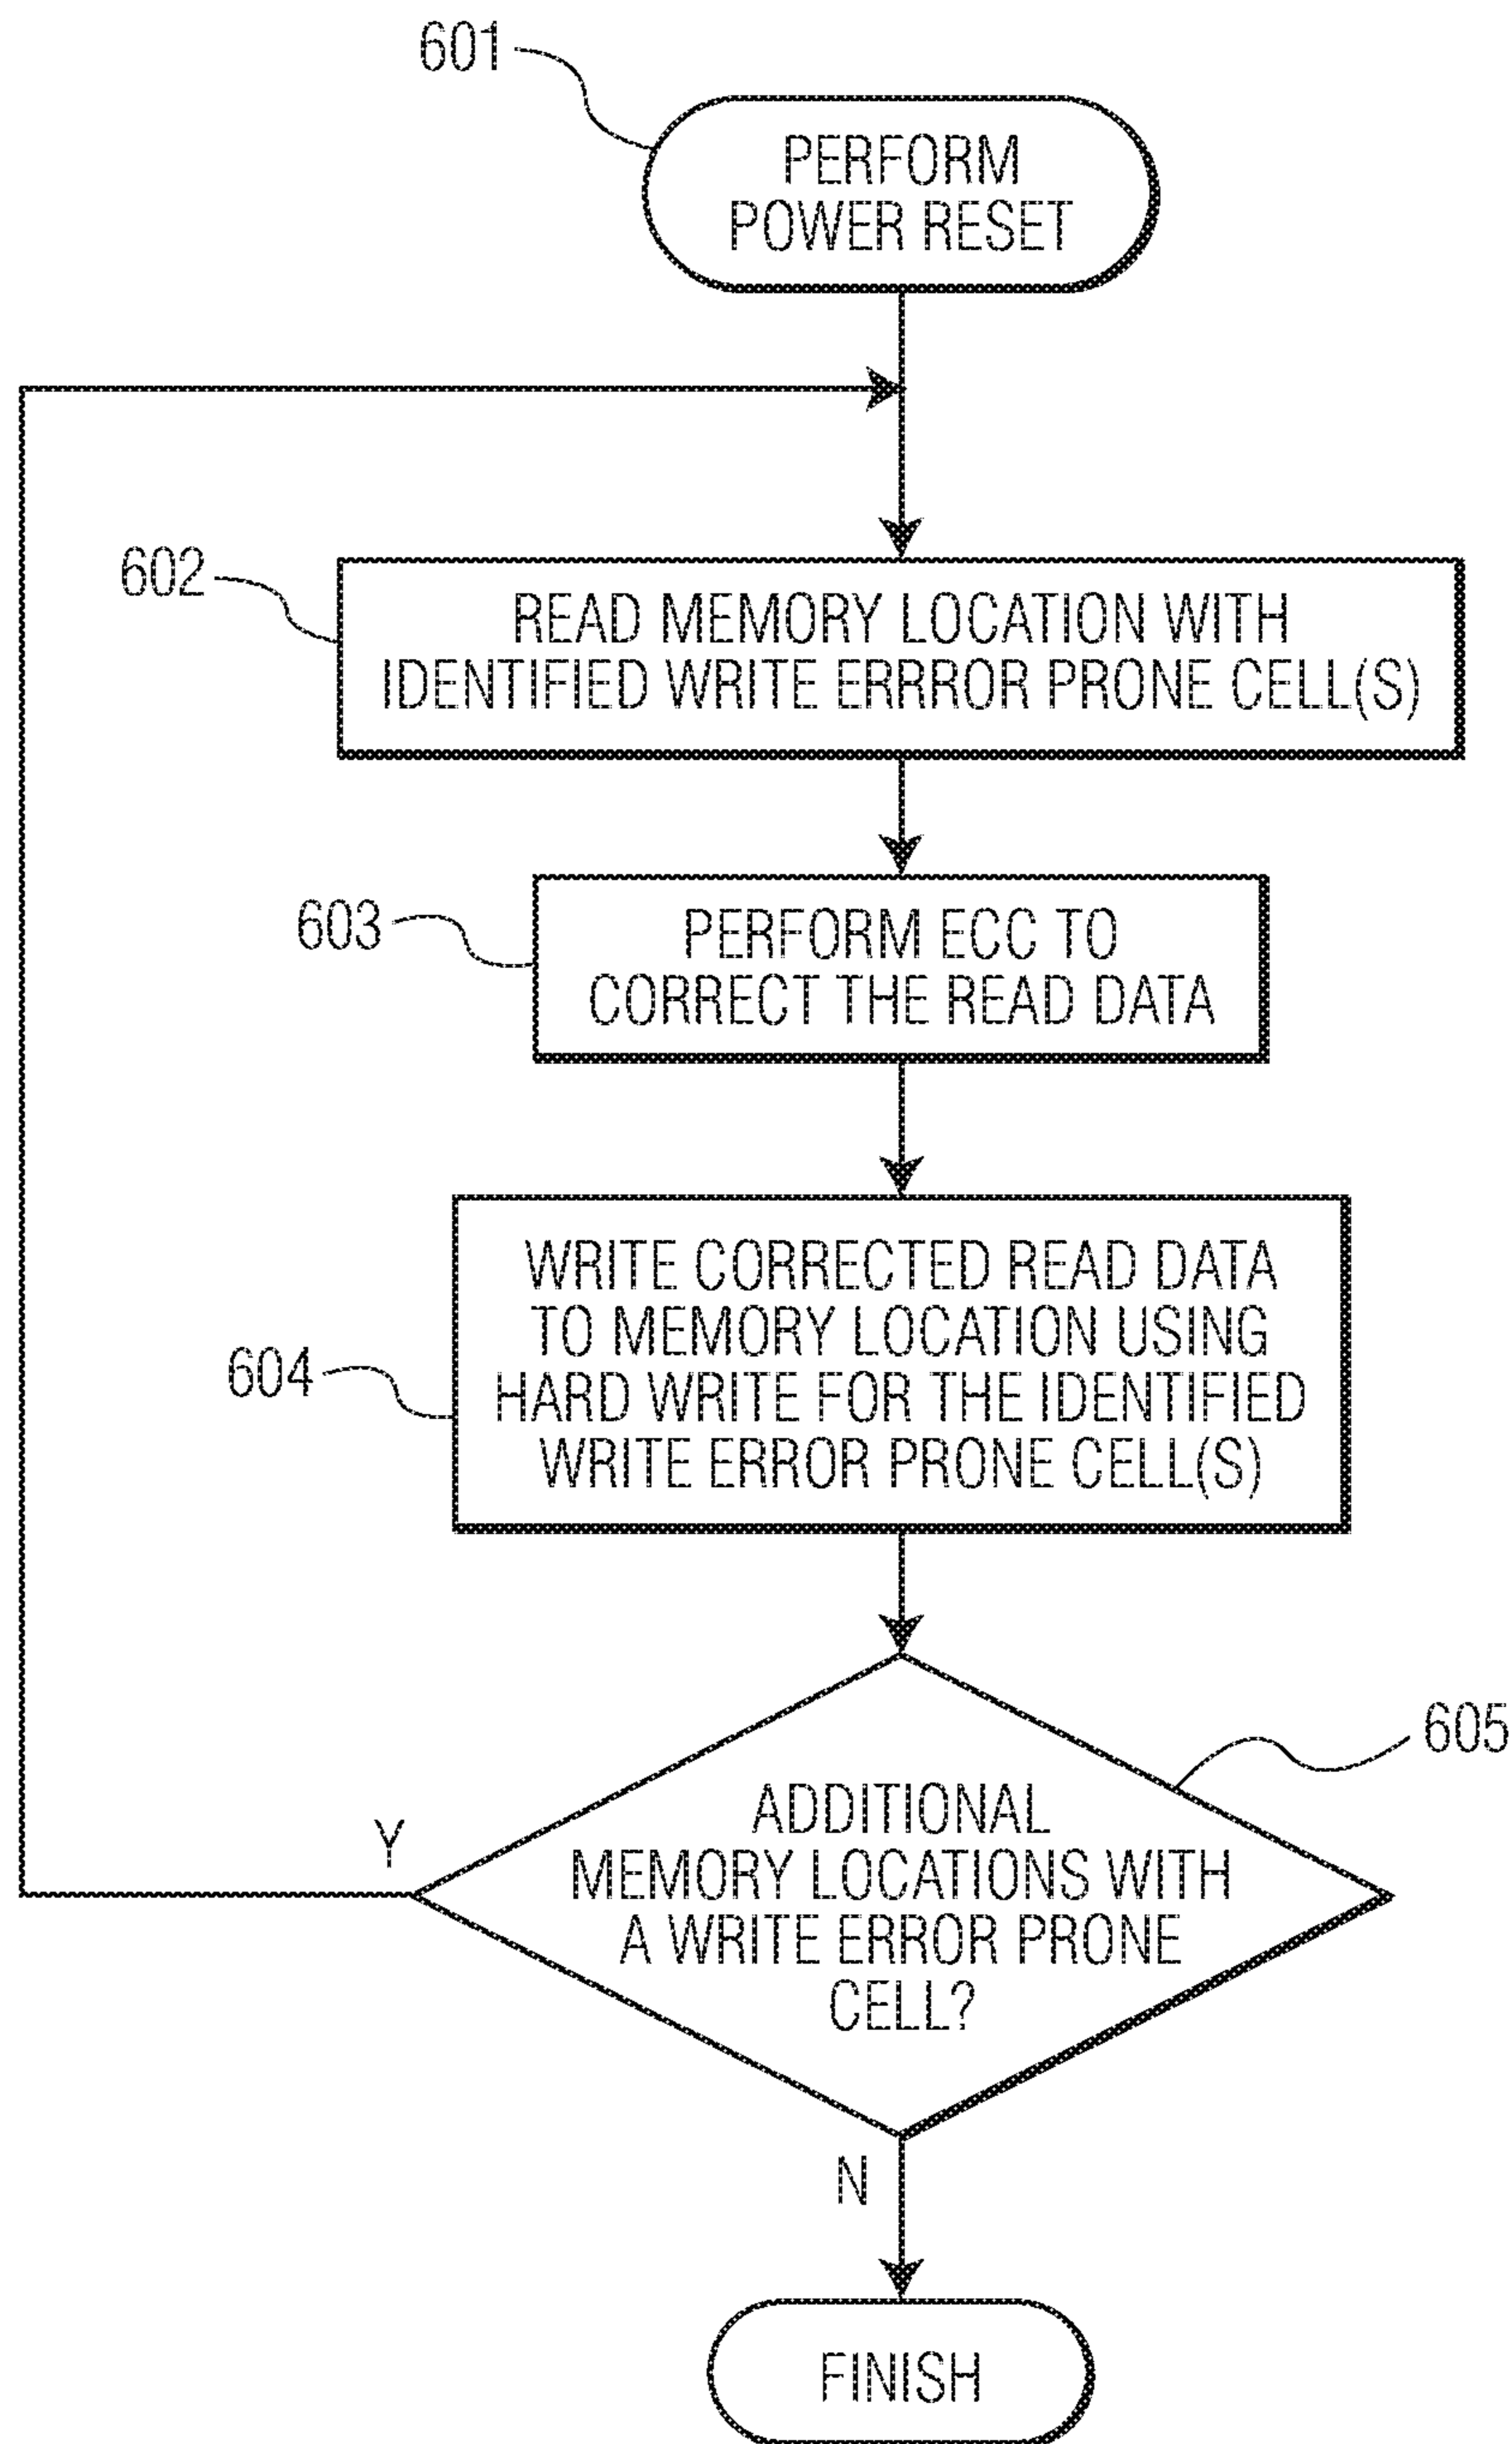 601
PERFORM
POWER RESET
602
READ MEMORY LOCATION WITH
IDENTIFIED WRITE ERRROR PRONE CELL(S)
603
PERFORM ECC TO
CORRECT THE READ DATA
604
WRITE CORRECTED READ DATA
TO MEMORY LOCATION USING
HARD WRITE FOR THE IDENTIFIED
WRITE ERROR PRONE CELL(S)
605
ADDITIONAL
MEMORY LOCATIONS WITH
A WRITE ERROR PRONE
CELL?
Y
N
FINISH